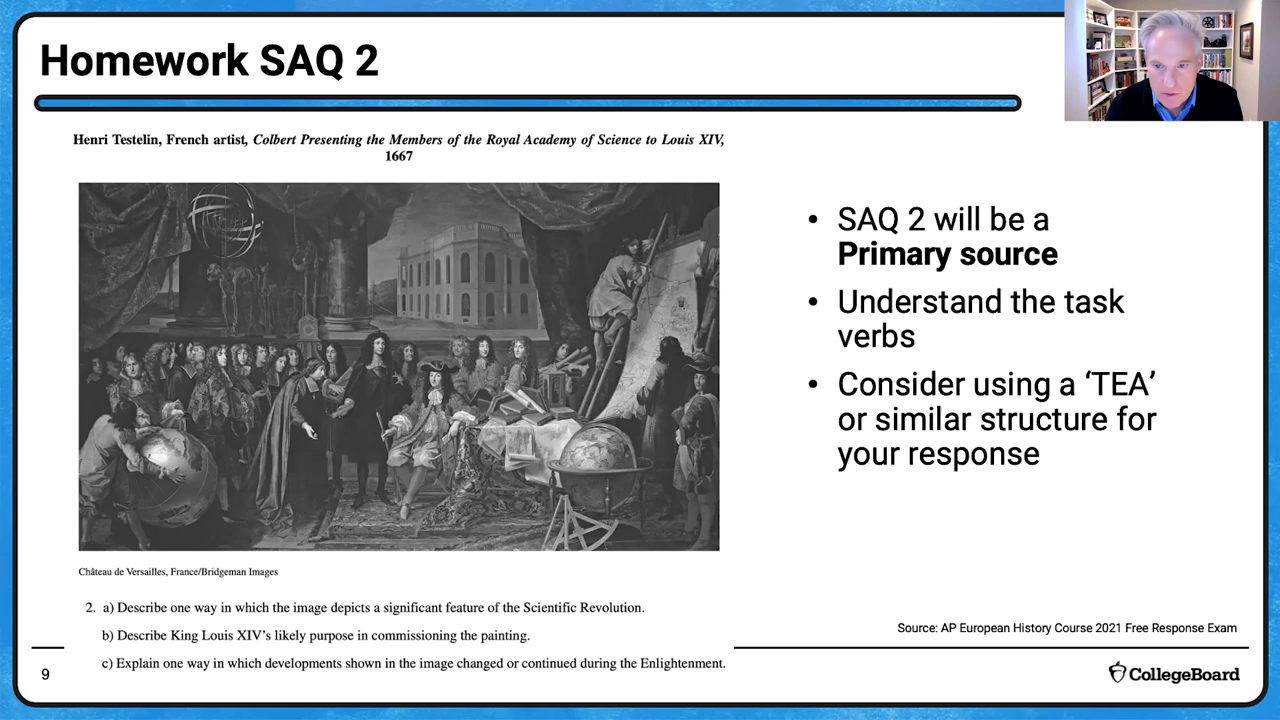 Homework SAQ 2
Henri Testelin, French artist, Colbert Presenting the Members of the Royal Academy of Science to Louis XIV,
1667
Château de Versailles, France/Bridgeman Images
2. a) Describe one way in which the image depicts a significant feature of the Scientific Revolution.
b) Describe King Louis XIV’s likely purpose in commissioning the painting.
c) Explain one way in which developments shown in the image changed or continued during the Enlightenment.
• SAQ 2 will be a
Primary source
• Understand the task
verbs
• Consider using a ‘TEA’
or similar structure for
your response
Source: AP European History Course 2021 Free Response Exam
9
CollegeBoard